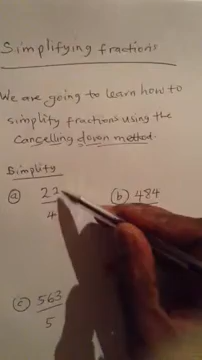 Simplifying fractions
We are going to learn how to
simplify fractions using the
cancelling down method.
Simplify
(a) 22
4
(b) 484
(c) 563
5